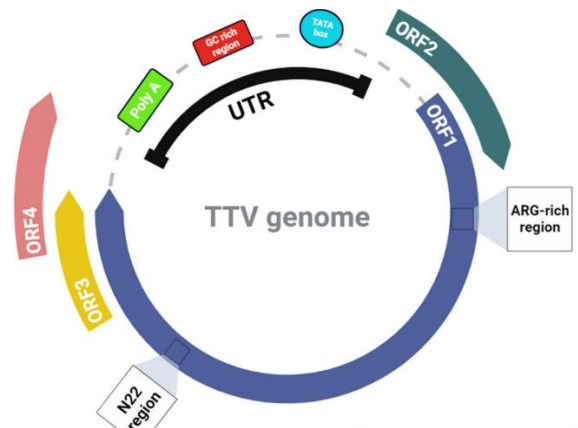 TATA
box
GC rich
region
ORF2
Poly A
UTR
ORF1
ORF4
TTV genome
ARG-rich
region
ORF3
N22
region